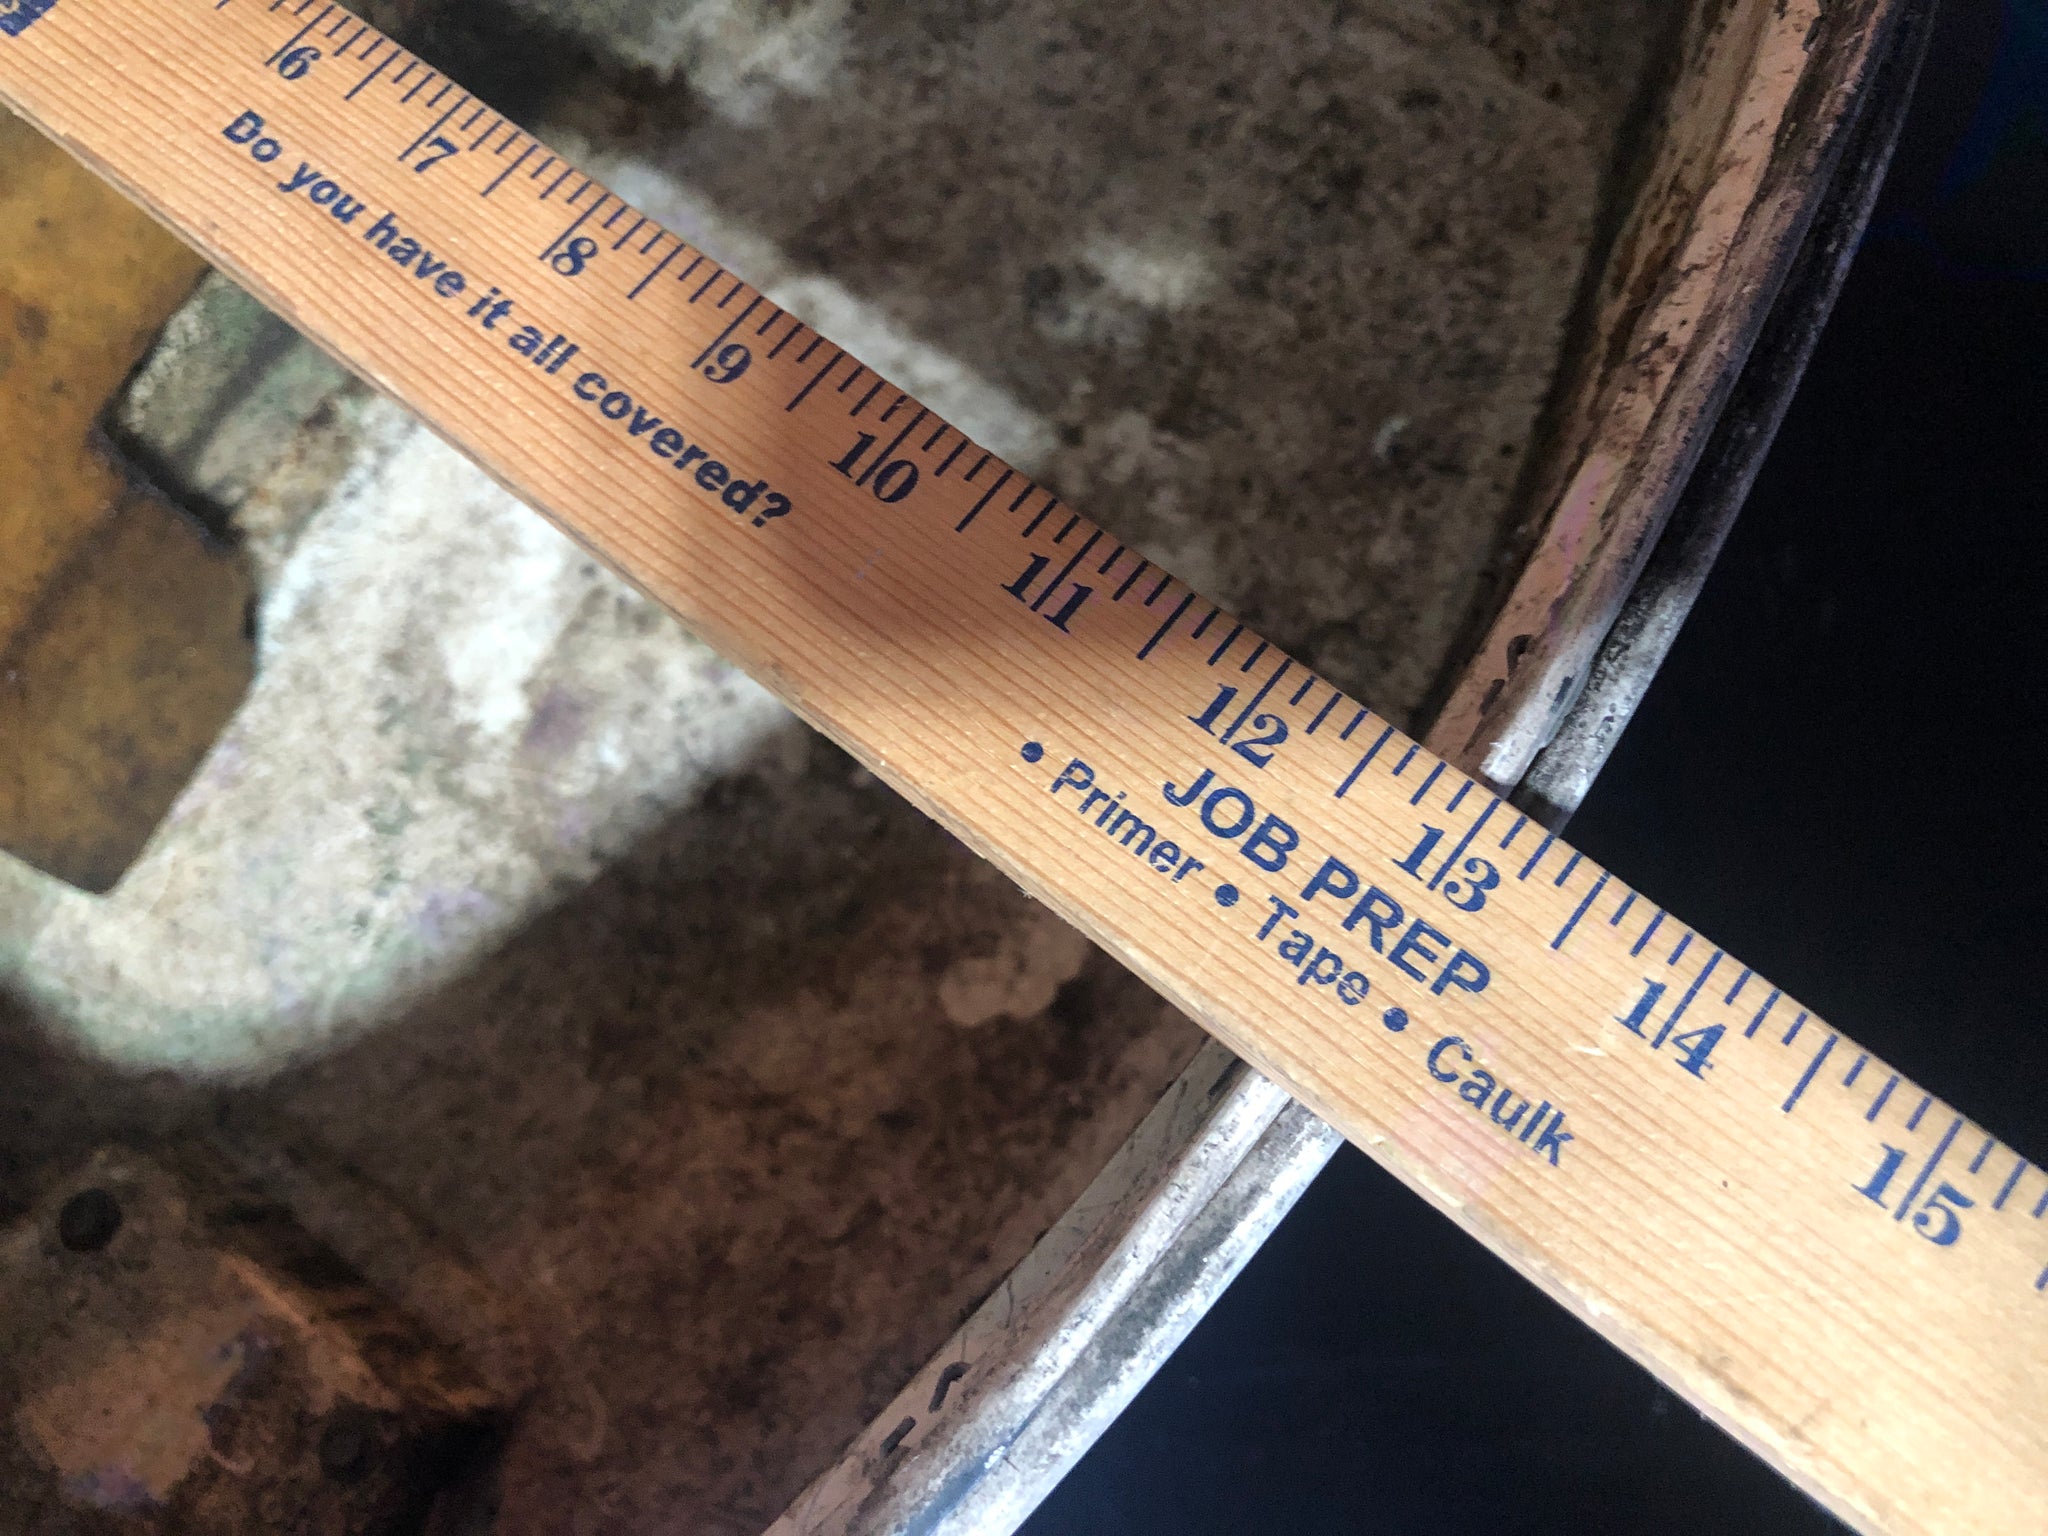 6 7 8 9 10 11 12 13 14 15
Do you have it all covered?
JOB PREP
• Primer • Tape • Caulk